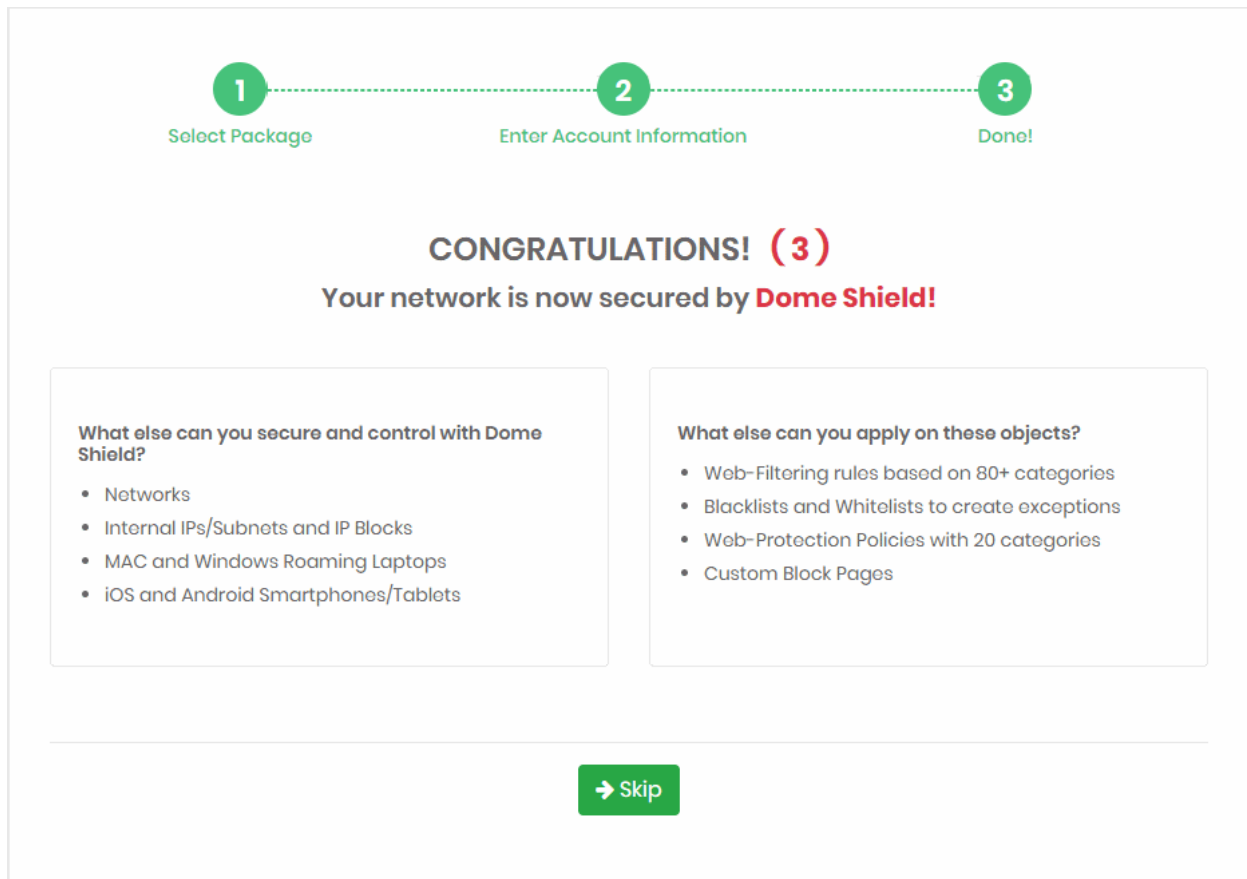 1
2
3
Select Package
Enter Account Information
Done!
CONGRATULATIONS! (3)
Your network is now secured by Dome Shield!
What else can you secure and control with Dome
Shield?
• Networks
• Internal IPs/Subnets and IP Blocks
• MAC and Windows Roaming Laptops
• iOS and Android Smartphones/Tablets
What else can you apply on these objects?
• Web-Filtering rules based on 80+ categories
• Blacklists and Whitelists to create exceptions
• Web-Protection Policies with 20 categories
• Custom Block Pages
Skip